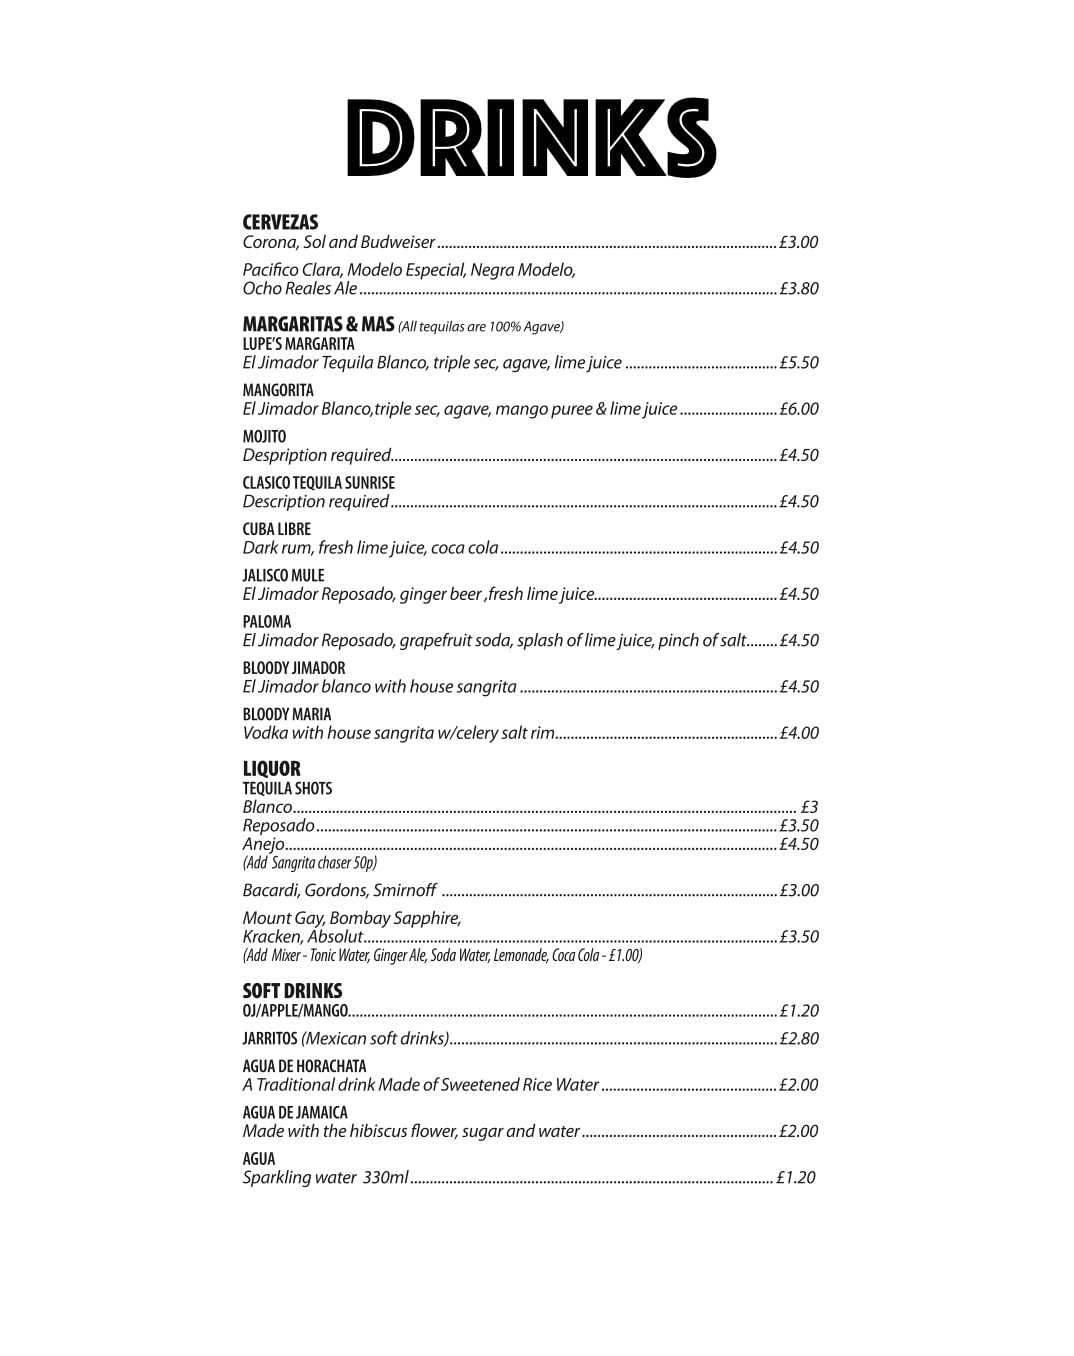 DRINKS
CERVEZAS
Corona, Sol and Budweiser ........................................................................................ £3.00
Pacifico Clara, Modelo Especial, Negra Modelo,
Ocho Reales Ale ............................................................................................................ £3.80
MARGARITAS & MAS (All tequilas are 100% Agave)
LUPE'S MARGARITA
El Jimador Tequila Blanco, triple sec, agave, lime juice ....................................... £5.50
MANGORITA
El Jimador Blanco,triple sec, agave, mango puree & lime juice ......................... £6.00
MOJITO
Despription required................................................................................................... £4.50
CLASICO TEQUILA SUNRISE
Description required .................................................................................................... £4.50
CUBA LIBRE
Dark rum, fresh lime juice, coca cola ....................................................................... £4.50
JALISCO MULE
El Jimador Reposado, ginger beer ,fresh lime juice............................................... £4.50
PALOMA
El Jimador Reposado, grapefruit soda, splash of lime juice, pinch of salt........ £4.50
BLOODY JIMADOR
El Jimador blanco with house sangrita .................................................................. £4.50
BLOODY MARIA
Vodka with house sangrita w/celery salt rim......................................................... £4.00
LIQUOR
TEQUILA SHOTS
Blanco................................................................................................................................. £3
Reposado ...................................................................................................................... £3.50
Anejo.............................................................................................................................. £4.50
(Add Sangrita chaser 50p)
Bacardi, Gordons, Smirnoff ...................................................................................... £3.00
Mount Gay, Bombay Sapphire,
Kracken, Absolut.......................................................................................................... £3.50
(Add Mixer - Tonic Water, Ginger Ale, Soda Water, Lemonade, Coca Cola - £1.00)
SOFT DRINKS
OJ/APPLE/MANGO.............................................................................................................. £1.20
JARRITOS (Mexican soft drinks).................................................................................... £2.80
AGUA DE HORACHATA
A Traditional drink Made of Sweetened Rice Water ............................................. £2.00
AGUA DE JAMAICA
Made with the hibiscus flower, sugar and water .................................................. £2.00
AGUA
Sparkling water 330ml ............................................................................................. £1.20